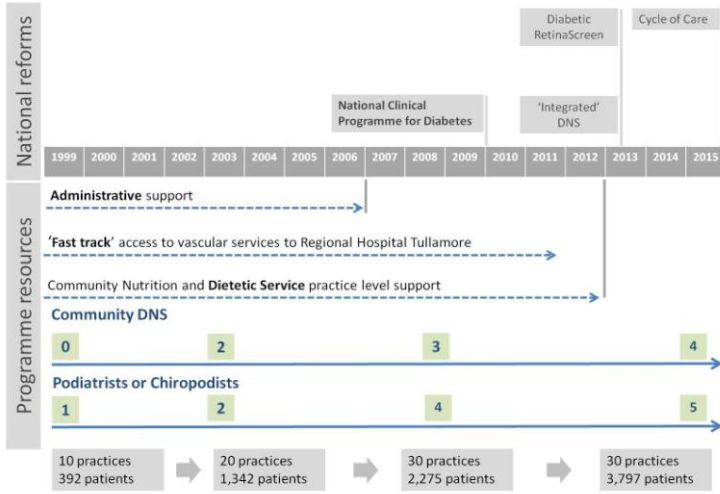 National reforms
Diabetic
RetinaScreen
Cycle of Care
National Clinical
Programme for Diabetes
‘Integrated’
DNS
1999 2000 2001 2002 2003 2004 2005 2006 2007 2008 2009 2010 2011 2012 2013 2014 2015
Programme resources
Administrative support
‘Fast track’ access to vascular services to Regional Hospital Tullamore
Community Nutrition and Dietetic Service practice level support
Community DNS
0 2 3 4
Podiatrists or Chiropodists
1 2 4 5
10 practices
392 patients
20 practices
1,342 patients
30 practices
2,275 patients
30 practices
3,797 patients